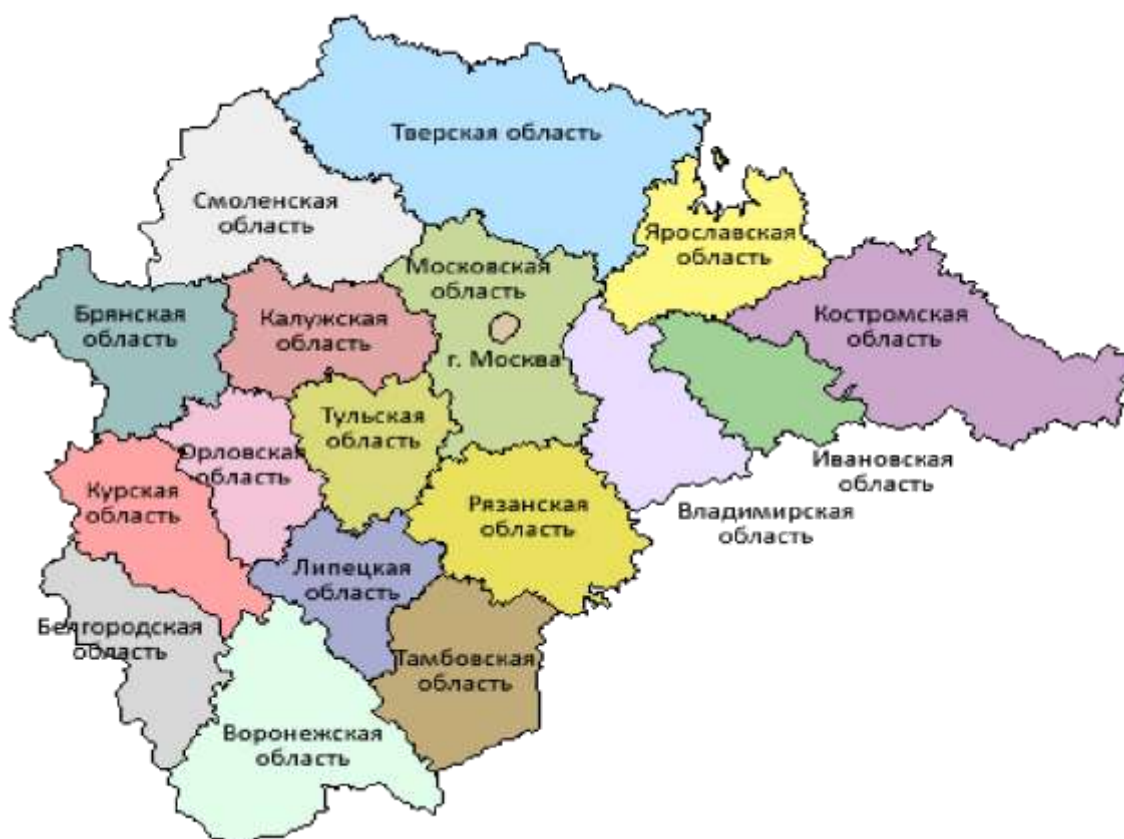 Тверская область
Смоленская
область
Ярославская
область
Московская
область
Костромская
область
Брянская
область
Калужская
область
г. Москва
Тульская
область
Орловская
область
Ивановская
область
Курская
область
Рязанская
область
Владимирская
область
Липецкая
область
Белгородская
область
Тамбовская
область
Воронежская
область